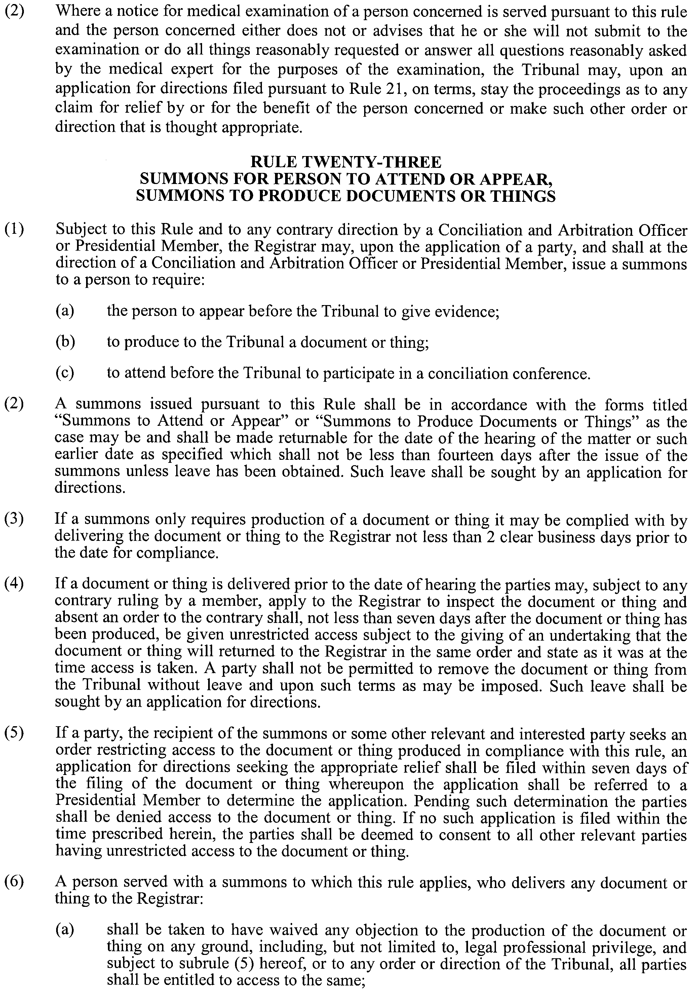 (2) Where a notice for medical examination of a person concerned is served pursuant to this rule
and the person concerned either does not or advises that he or she will not submit to the
examination or do all things reasonably requested or answer all questions reasonably asked
by the medical expert for the purposes of the examination, the Tribunal may, upon an
application for directions filed pursuant to Rule 21, on terms, stay the proceedings as to any
claim for relief by or for the benefit of the person concerned or make such other order or
direction that is thought appropriate.
RULE TWENTY-THREE
SUMMONS FOR PERSON TO ATTEND OR APPEAR,
SUMMONS TO PRODUCE DOCUMENTS OR THINGS
(1) Subject to this Rule and to any contrary direction by a Conciliation and Arbitration Officer
or Presidential Member, the Registrar may, upon the application of a party, and shall at the
direction of a Conciliation and Arbitration Officer or Presidential Member, issue a summons
to a person to require:
(a) the person to appear before the Tribunal to give evidence;
(b) to produce to the Tribunal a document or thing;
(c) to attend before the Tribunal to participate in a conciliation conference.
(2) A summons issued pursuant to this Rule shall be in accordance with the forms titled
“Summons to Attend or Appear” or “Summons to Produce Documents or Things” as the
case may be and shall be made returnable for the date of the hearing of the matter or such
earlier date as specified which shall not be less than fourteen days after the issue of the
summons unless leave has been obtained. Such leave shall be sought by an application for
directions.
(3) If a summons only requires production of a document or thing it may be complied with by
delivering the document or thing to the Registrar not less than 2 clear business days prior to
the date for compliance.
(4) If a document or thing is delivered prior to the date of hearing the parties may, subject to any
contrary ruling by a member, apply to the Registrar to inspect the document or thing and
absent an order to the contrary shall, not less than seven days after the document or thing has
been produced, be given unrestricted access subject to the giving of an undertaking that the
document or thing will returned to the Registrar in the same order and state as it was at the
time access is taken. A party shall not be permitted to remove the document or thing from
the Tribunal without leave and upon such terms as may be imposed. Such leave shall be
sought by an application for directions.
(5) If a party, the recipient of the summons or some other relevant and interested party seeks an
order restricting access to the document or thing produced in compliance with this rule, an
application for directions seeking the appropriate relief shall be filed within seven days of
the filing of the document or thing whereupon the application shall be referred to a
Presidential Member to determine the application. Pending such determination the parties
shall be denied access to the document or thing. If no such application is filed within the
time prescribed herein, the parties shall be deemed to consent to all other relevant parties
having unrestricted access to the document or thing.
(6) A person served with a summons to which this rule applies, who delivers any document or
thing to the Registrar:
(a) shall be taken to have waived any objection to the production of the document or
thing on any ground, including, but not limited to, legal professional privilege, and
subject to subrule (5) hereof, or to any order or direction of the Tribunal, all parties
shall be entitled to access to the same;